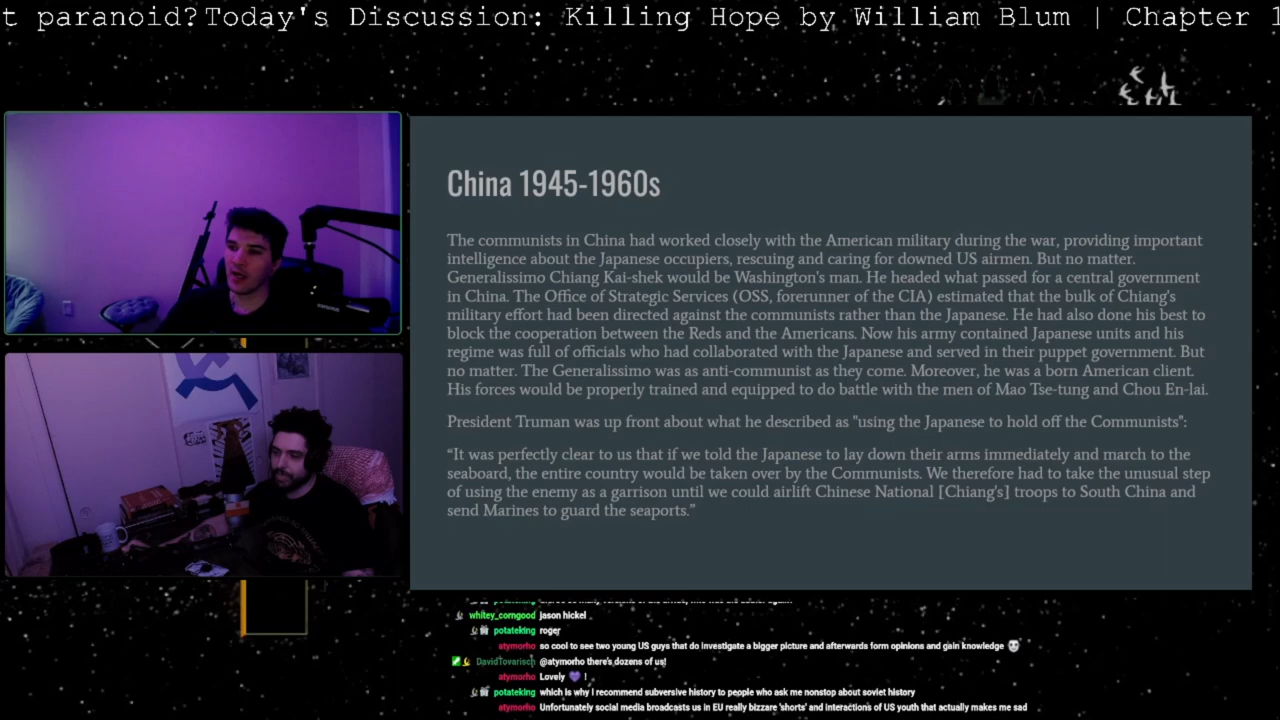 t paranoid?Today's Discussion: Killing Hope by William Blum | Chapter 1
China 1945-1960s
The communists in China had worked closely with the American military during the war, providing important
intelligence about the Japanese occupiers, rescuing and caring for downed US airmen. But no matter.
Generalissimo Chiang Kai-shek would be Washington's man. He headed what passed for a central government
in China. The Office of Strategic Services (OSS, forerunner of the CIA) estimated that the bulk of Chiang's
military effort had been directed against the communists rather than the Japanese. He had also done his best to
block the cooperation between the Reds and the Americans. Now his army contained Japanese units and his
regime was full of officials who had collaborated with the Japanese and served in their puppet government. But
no matter. The Generalissimo was as anti-communist as they come. Moreover, he was a born American client.
His forces would be properly trained and equipped to do battle with the men of Mao Tse-tung and Chou En-lai.
President Truman was up front about what he described as "using the Japanese to hold off the Communists":
“It was perfectly clear to us that if we told the Japanese to lay down their arms immediately and march to the
seaboard, the entire country would be taken over by the Communists. We therefore had to take the unusual step
of using the enemy as a garrison until we could airlift Chinese National [Chiang's] troops to South China and
send Marines to guard the seaports.”
whitey_corngood jason hickel
potateking roger
atymorho so cool to see two young US guys that do investigate a bigger picture and afterwards form opinions and gain knowledge
DavidTovarisch @atymorho there's dozens of us!
atymorho Lovely 💜 !
potateking which is why I recommend subversive history to people who ask me nonstop about soviet history
atymorho Unfortunately social media broadcasts us in EU really bizzare 'shorts' and interactions of US youth that actually makes me sad